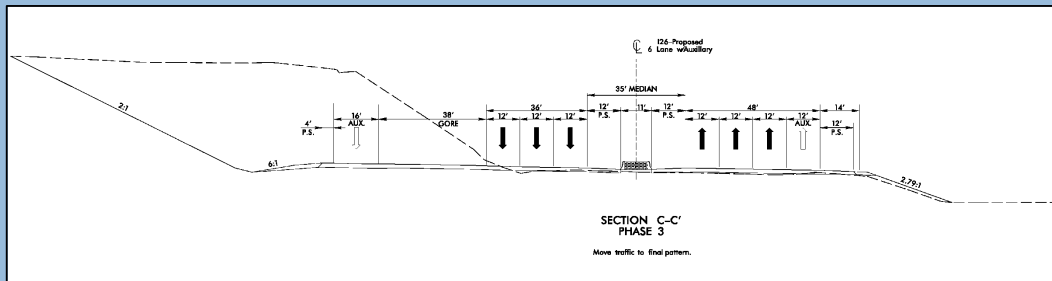 I26-Proposed
6 Lane w/Auxillary
35' MEDIAN
16' 38' 36' 12' 11' 12' 48' 14'
4' AUX. GORE 12' 12' 12' P.S. P.S. 12' 12' 12' 12' 12'
P.S. AUX. P.S.
2:1
6:1
2.79:1
SECTION C-C'
PHASE 3
Move traffic to final pattern.